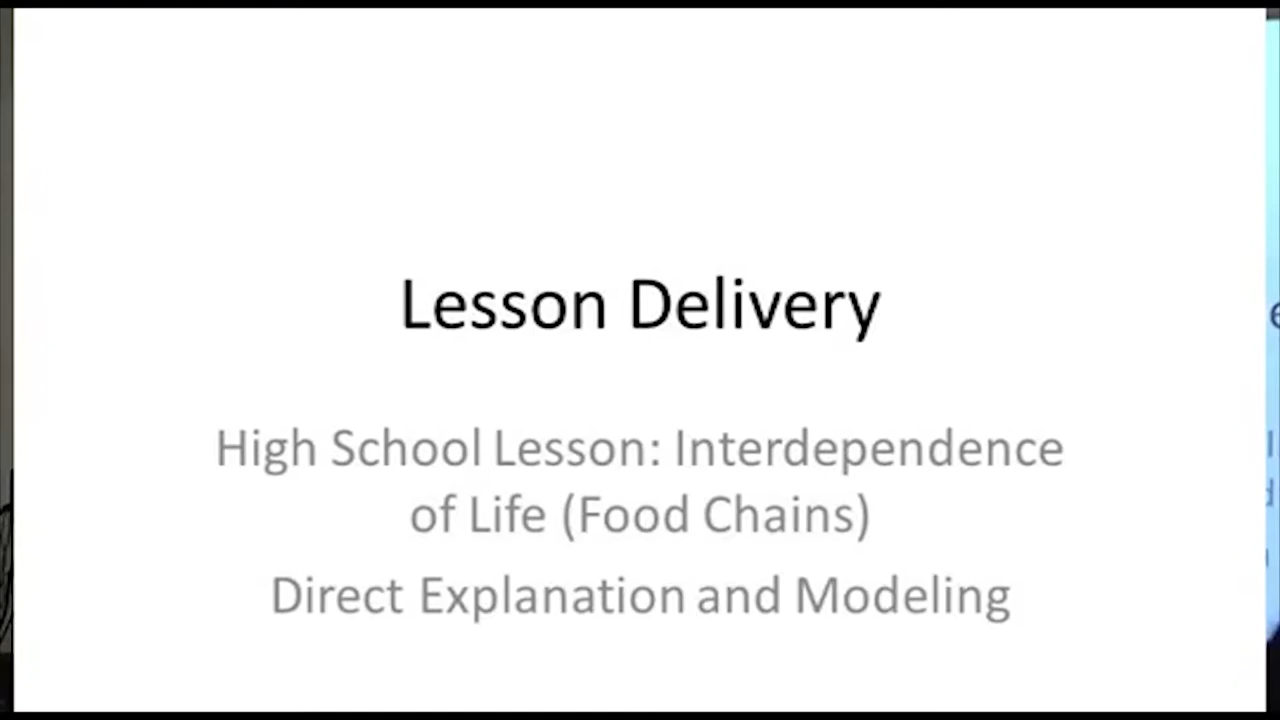 Lesson Delivery
High School Lesson: Interdependence
of Life (Food Chains)
Direct Explanation and Modeling